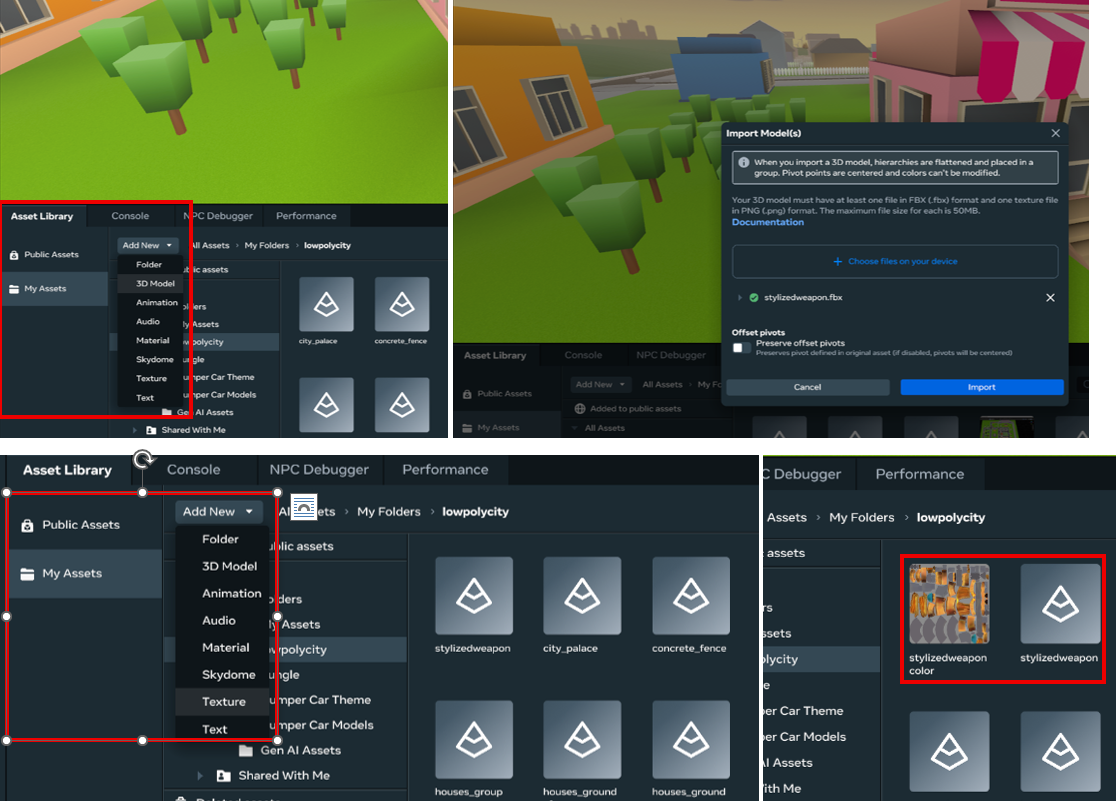 Asset Library
Console
NPC Debugger
Performance
Public Assets
My Assets
Add New
All Assets › My Folders › lowpolycity
Folder
3D Model
Animation
Audio
Material
Skydome
Texture
Text
ublic assets
lders
y Assets
wpolycity
ungle
umper Car Theme
umper Car Models
Gen AI Assets
Shared With Me
city_palace
concrete_fence
Import Model(s)
When you import a 3D model, hierarchies are flattened and placed in a
group. Pivot points are centered and colors can't be modified.
Your 3D model must have at least one file in FBX (.fbx) format and one texture file
in PNG (.png) format. The maximum file size for each is 50MB.
Documentation
+ Choose files on your device
stylizedweapon.fbx
Offset pivots
Preserve offset pivots
Preserves pivot defined in original asset (if disabled, pivots will be centered)
Cancel
Import
Asset Library
Console
NPC Debugger
Public Assets
My Assets
Add New
All Assets › My Fo
Added to public assets
All Assets
Asset Library
Console
NPC Debugger
Performance
Public Assets
My Assets
Add New
Al ets › My Folders › lowpolycity
Folder
3D Model
Animation
Audio
Material
Skydome
Texture
Text
ublic assets
olders
y Assets
wpolycity
ungle
umper Car Theme
umper Car Models
Gen AI Assets
Shared With Me
Deleted assets
stylizedweapon
city_palace
concrete_fence
houses_group
houses_ground
houses_ground
C Debugger
Performance
Assets › My Folders › lowpolycity
assets
rs
ssets
olycity
e
per Car Theme
per Car Models
AI Assets
ith Me
stylizedweapon
color
stylizedweapon